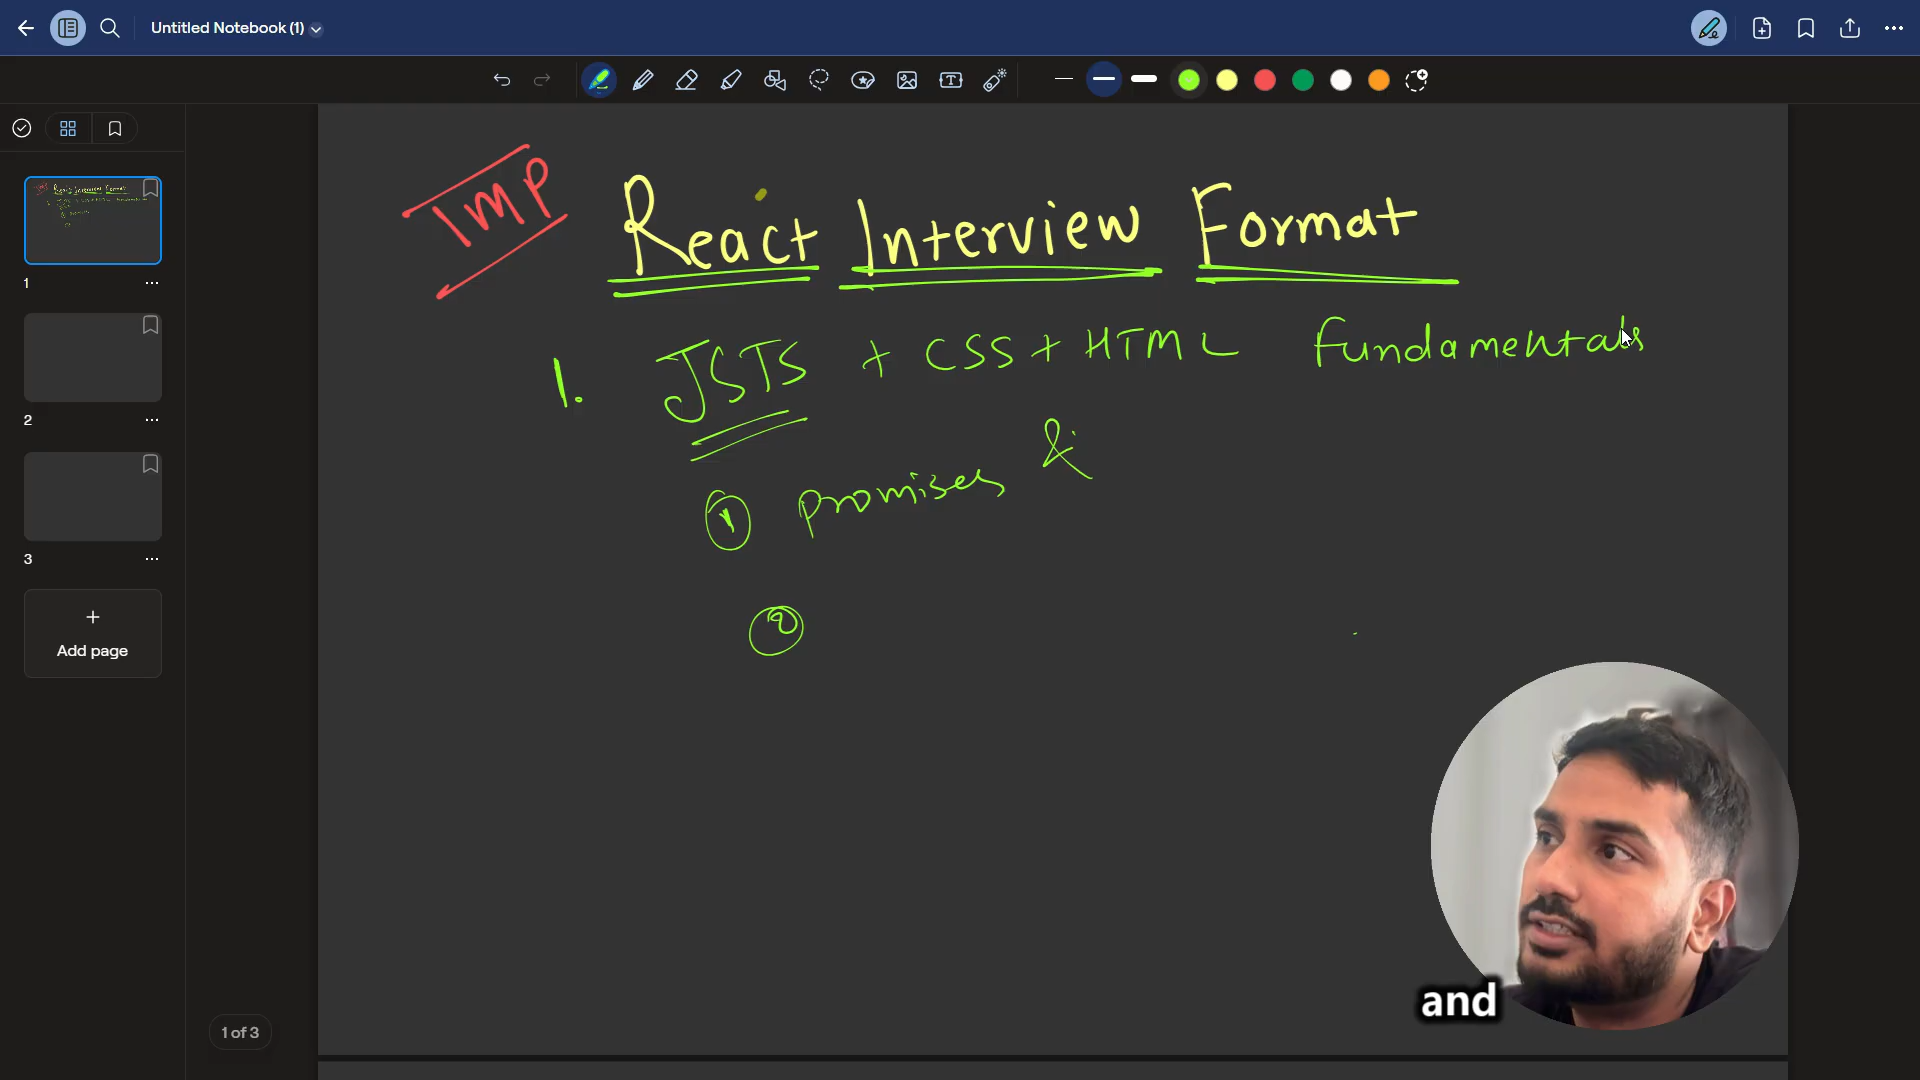 Untitled Notebook (1)
IMP
React Interview Format
1. JSTS + CSS + HTML fundamentals
1 promises &
2
1
2
3
Add page
1 of 3
and